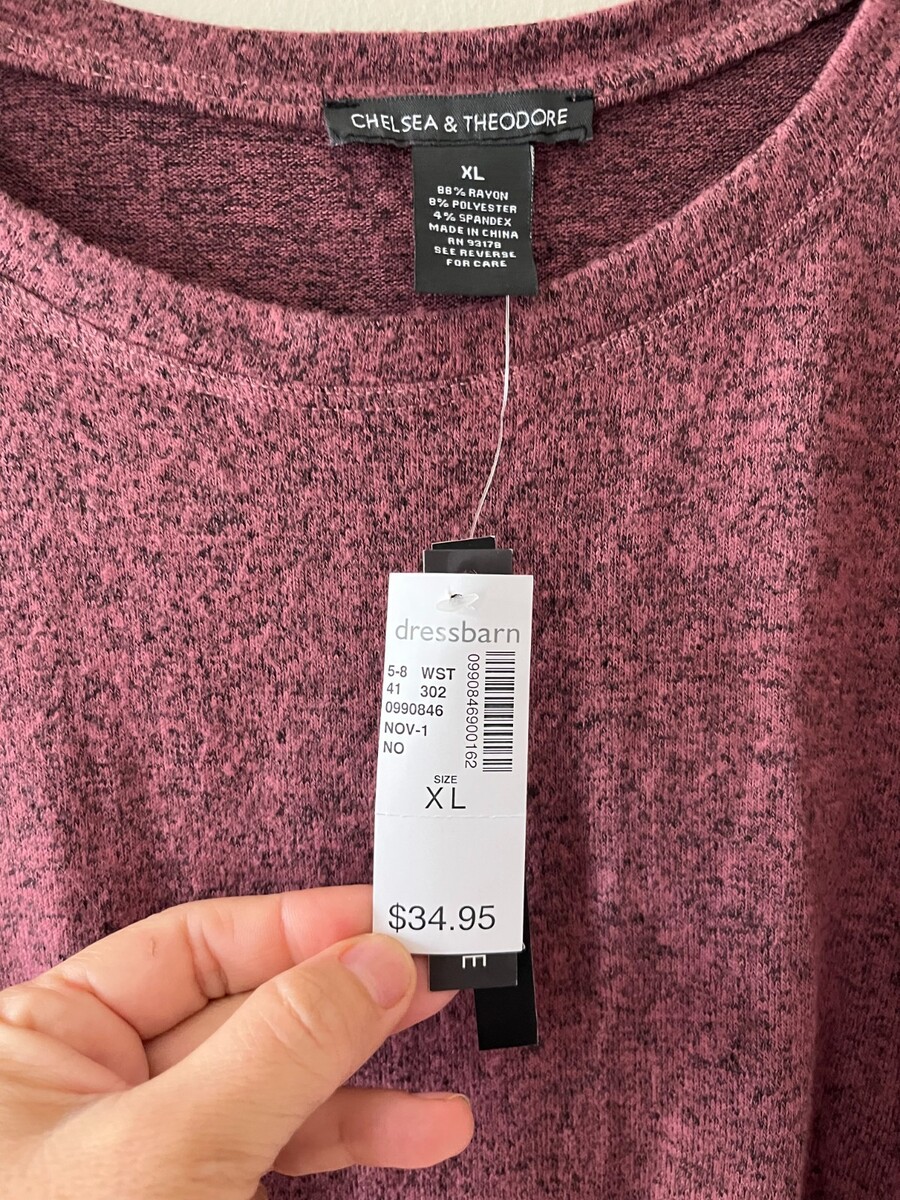 CHELSEA & THEODORE
XL
88% RAYON
8% POLYESTER
4% SPANDEX
MADE IN CHINA
RN 93178
SEE REVERSE
FOR CARE
dressbarn
5-8 WST
41 302
0990846
NOV-1
NO
0990846900162
SIZE
XL
$34.95
E